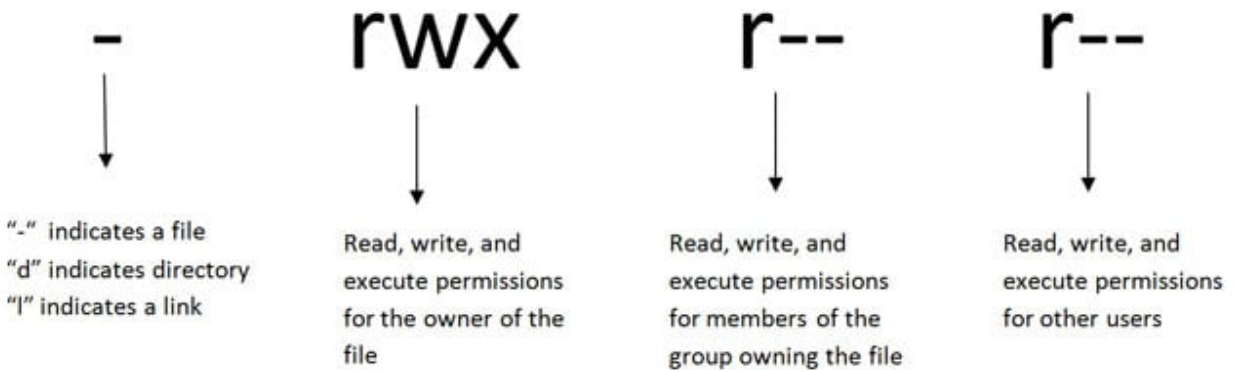 - rwx r-- r--
"-" indicates a file
"d" indicates directory
"l" indicates a link
Read, write, and
execute permissions
for the owner of the
file
Read, write, and
execute permissions
for members of the
group owning the file
Read, write, and
execute permissions
for other users